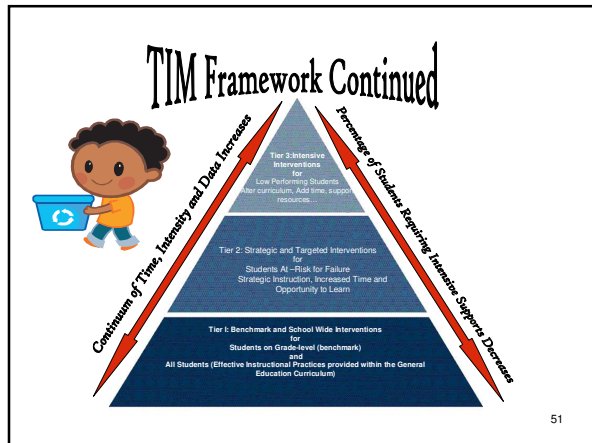 TIM Framework Continued
Continuum of Time, Intensity and Data Increases
Percentage of Students Requiring Intensive Supports Decreases
Tier 3:Intensive
Interventions
for
Low Performing Students
Alter curriculum, Add time, support
resources…
Tier 2: Strategic and Targeted Interventions
for
Students At –Risk for Failure
Strategic Instruction, Increased Time and
Opportunity to Learn
Tier I: Benchmark and School Wide Interventions
for
Students on Grade-level (benchmark)
and
All Students (Effective Instructional Practices provided within the General
Education Curriculum)
51